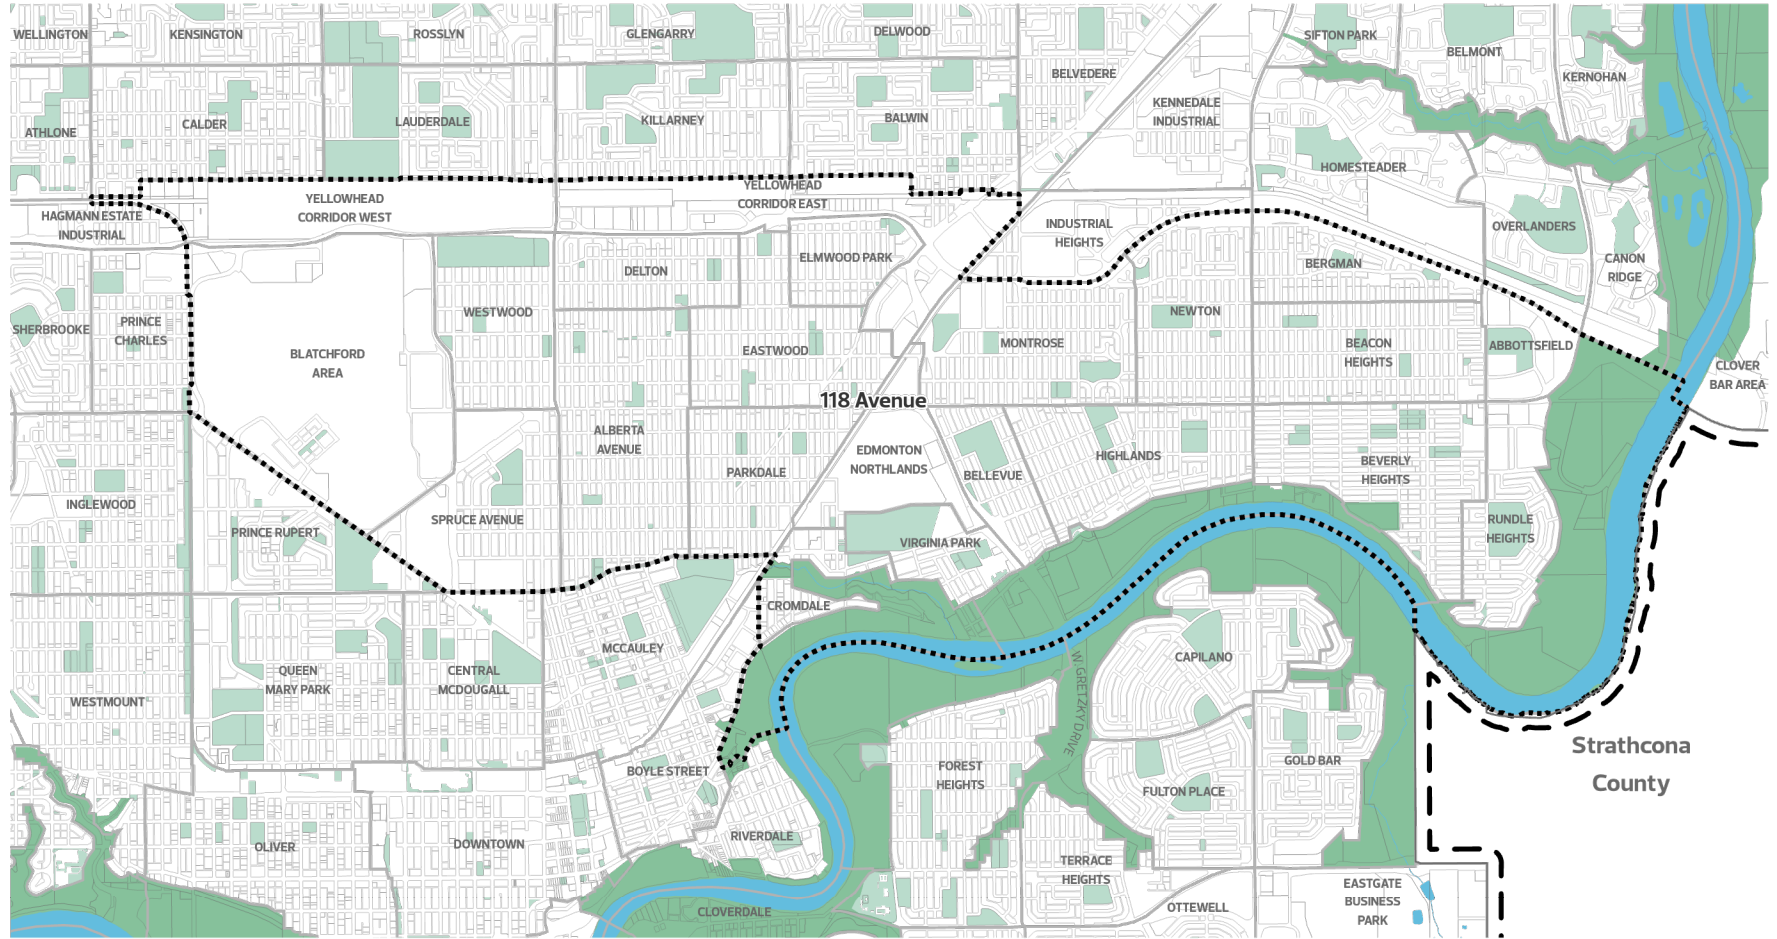 WELLINGTON
KENSINGTON
ROSSLYN
GLENGARRY
DELWOOD
SIFTON PARK
BELMONT
BELVEDERE
KERNOHAN
KENNEDALE
INDUSTRIAL
ATHLONE
CALDER
LAUDERDALE
KILLARNEY
BALWIN
HOMESTEADER
YELLOWHEAD
CORRIDOR WEST
YELLOWHEAD
CORRIDOR EAST
HAGMANN ESTATE
INDUSTRIAL
INDUSTRIAL
HEIGHTS
OVERLANDERS
CANON
RIDGE
DELTON
ELMWOOD PARK
BERGMAN
SHERBROOKE
PRINCE
CHARLES
WESTWOOD
NEWTON
BLATCHFORD
AREA
EASTWOOD
MONTROSE
BEACON
HEIGHTS
ABBOTTSFIELD
CLOVER
BAR AREA
118 Avenue
ALBERTA
AVENUE
PARKDALE
EDMONTON
NORTHLANDS
BELLEVUE
HIGHLANDS
BEVERLY
HEIGHTS
INGLEWOOD
PRINCE RUPERT
SPRUCE AVENUE
VIRGINIA PARK
RUNDLE
HEIGHTS
CROMDALE
MCCAULEY
CAPILANO
QUEEN
MARY PARK
CENTRAL
MCDOUGALL
W.GRETZKY DRIVE
WESTMOUNT
Strathcona
County
BOYLE STREET
FOREST
HEIGHTS
GOLD BAR
FULTON PLACE
OLIVER
DOWNTOWN
RIVERDALE
TERRACE
HEIGHTS
EASTGATE
BUSINESS
PARK
CLOVERDALE
OTTEWELL